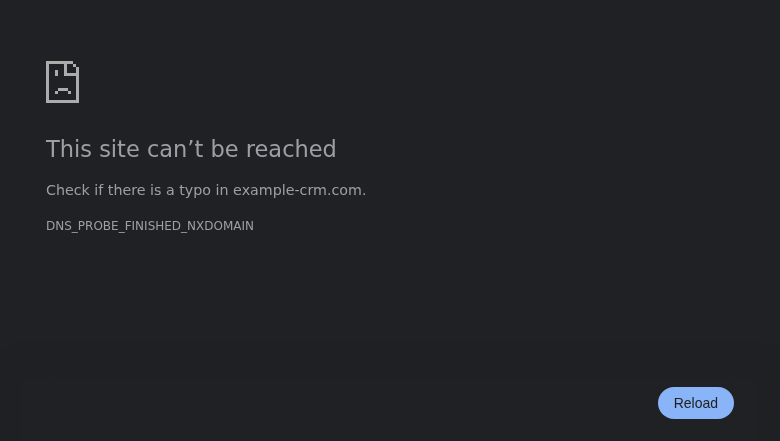 This site can’t be reached
Check if there is a typo in example-crm.com.
DNS_PROBE_FINISHED_NXDOMAIN
Reload